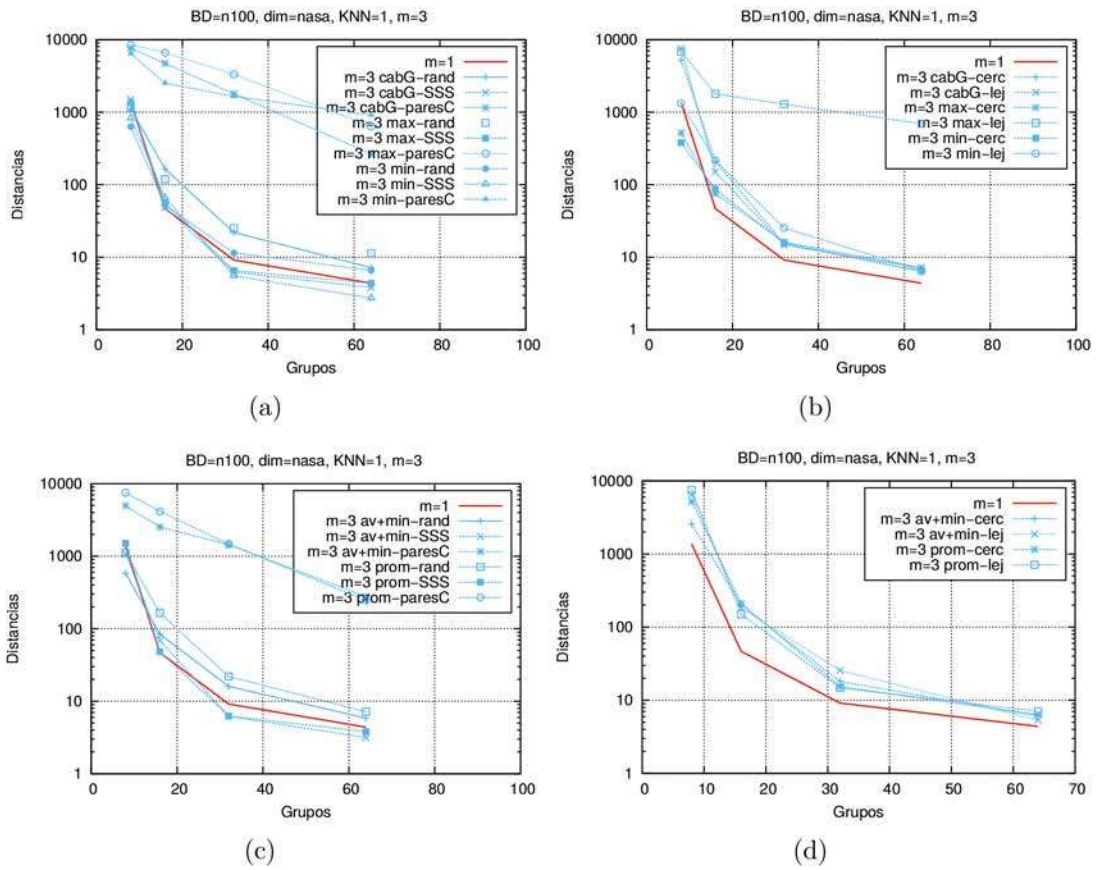 BD=n100, dim=nasa, KNN=1, m=3
10000
1000
100
10
1
0
20
40
60
80
100
Distancias
Grupos
m=1
m=3 cabG-rand
m=3 cabG-SSS
m=3 cabG-paresC
m=3 max-rand
m=3 max-SSS
m=3 max-paresC
m=3 min-rand
m=3 min-SSS
m=3 min-paresC
(a)
BD=n100, dim=nasa, KNN=1, m=3
10000
1000
100
10
1
0
20
40
60
80
100
Distancias
Grupos
m=1
m=3 cabG-cerc
m=3 cabG-lej
m=3 max-cerc
m=3 max-lej
m=3 min-cerc
m=3 min-lej
(b)
BD=n100, dim=nasa, KNN=1, m=3
10000
1000
100
10
1
0
20
40
60
80
100
Distancias
Grupos
m=1
m=3 av+min-rand
m=3 av+min-SSS
m=3 av+min-paresC
m=3 prom-rand
m=3 prom-SSS
m=3 prom-paresC
(c)
BD=n100, dim=nasa, KNN=1, m=3
10000
1000
100
10
1
0
10
20
30
40
50
60
70
Distancias
Grupos
m=1
m=3 av+min-cerc
m=3 av+min-lej
m=3 prom-cerc
m=3 prom-lej
(d)